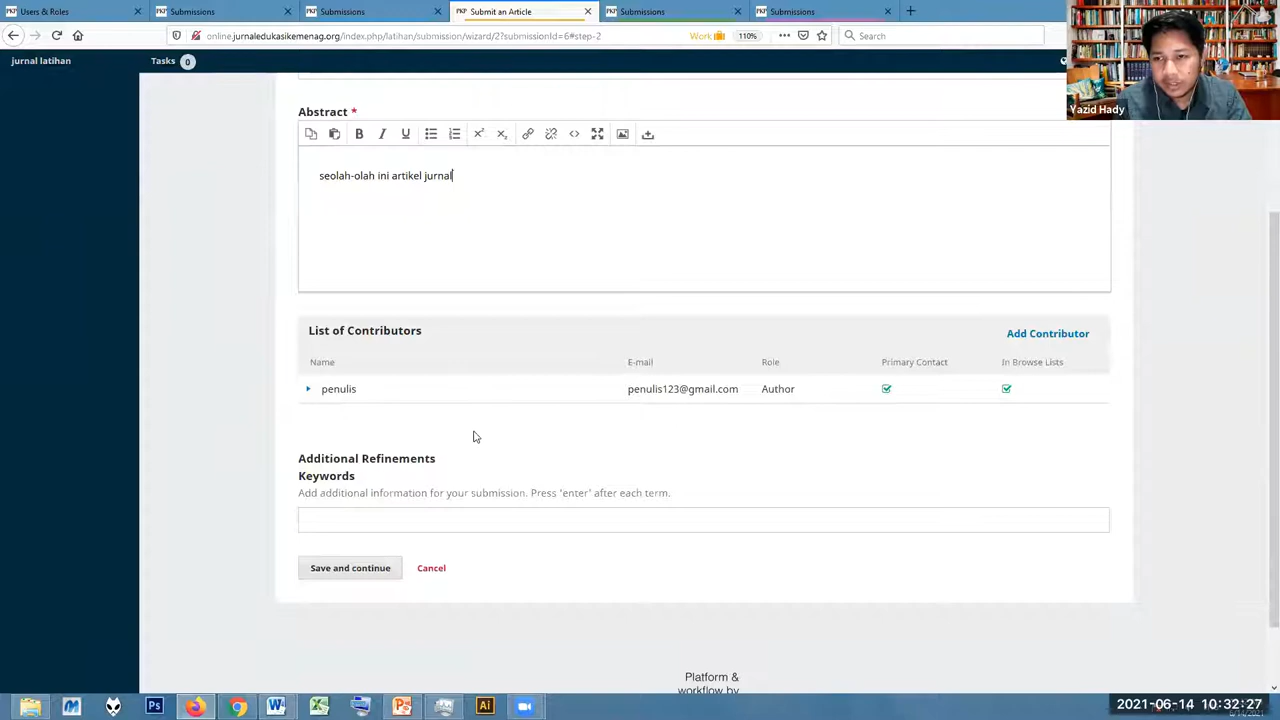 Users & Roles
Submissions
Submissions
Submit an Article
Submissions
Submissions
online.jurnaledukasikemenag.org/index.php/latihan/submission/wizard/2?submissionId=6#step-2
Work
110%
Search
jurnal latihan
Tasks 0
Yazid Hady
Abstract *
seolah-olah ini artikel jurnal
List of Contributors
Add Contributor
Name E-mail Role Primary Contact In Browse Lists
penulis penulis123@gmail.com Author
Additional Refinements
Keywords
Add additional information for your submission. Press 'enter' after each term.
Save and continue Cancel
Platform &
workflow by
2021-06-14 10:32:27